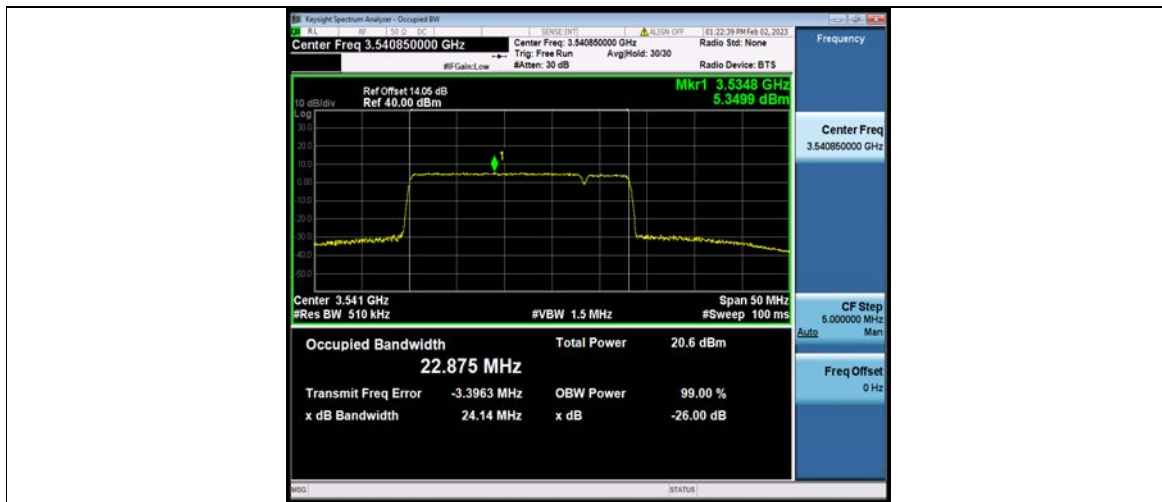 Keysight Spectrum Analyzer - Occupied BW
RL RF 50 Ω DC SENSE:INT ALIGN OFF 01:22:39 PM Feb 02, 2023
Center Freq 3.540850000 GHz
Center Freq: 3.540850000 GHz Radio Std: None
Trig: Free Run Avg|Hold: 30/30
#IFGain:Low #Atten: 30 dB Radio Device: BTS
Frequency
Mkr1 3.5348 GHz
5.3499 dBm
Ref Offset 14.05 dB
10 dB/div Ref 40.00 dBm
Log
30.0
20.0
10.0
0.00
-10.0
-20.0
-30.0
-40.0
-50.0
1
Center 3.541 GHz Span 50 MHz
#Res BW 510 kHz #VBW 1.5 MHz #Sweep 100 ms
Center Freq
3.540850000 GHz
CF Step
5.000000 MHz
Auto Man
Freq Offset
0 Hz
Occupied Bandwidth Total Power 20.6 dBm
22.875 MHz
Transmit Freq Error -3.3963 MHz OBW Power 99.00 %
x dB Bandwidth 24.14 MHz x dB -26.00 dB
MSG STATUS